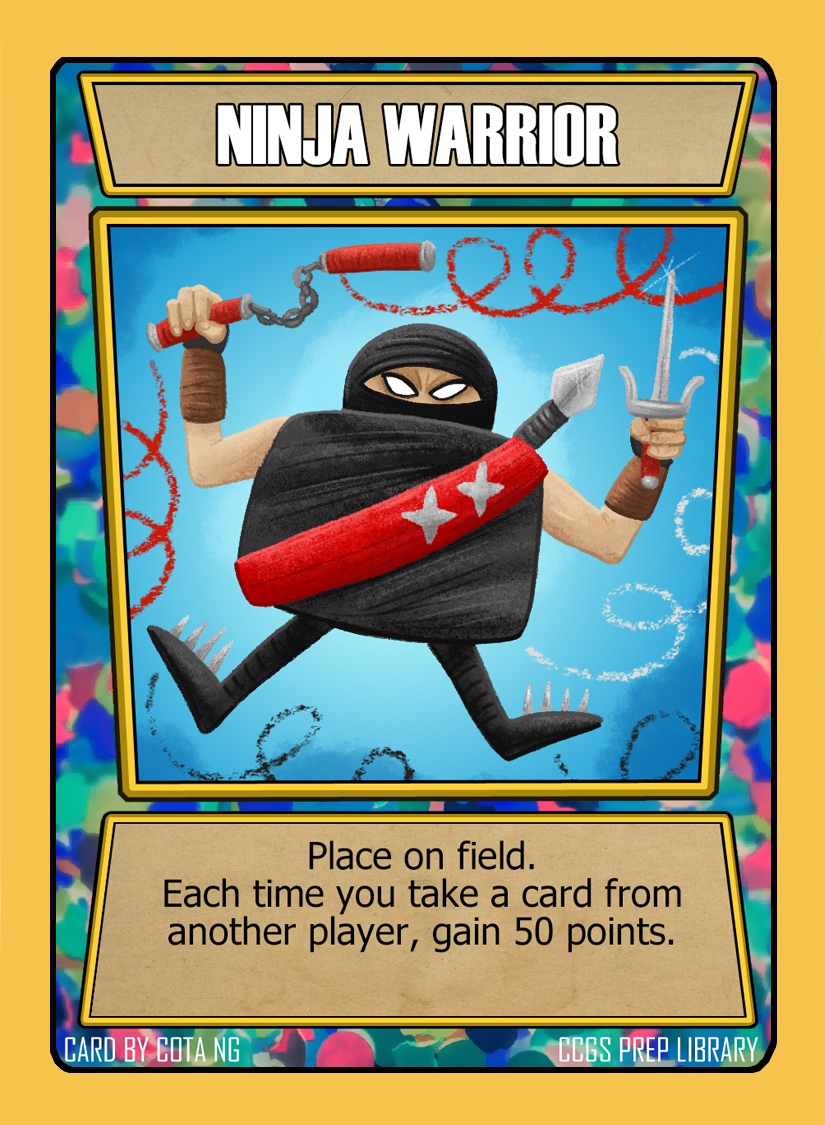 NINJA WARRIOR
Place on field.
Each time you take a card from
another player, gain 50 points.
CARD BY COTA NG
CCGS PREP LIBRARY